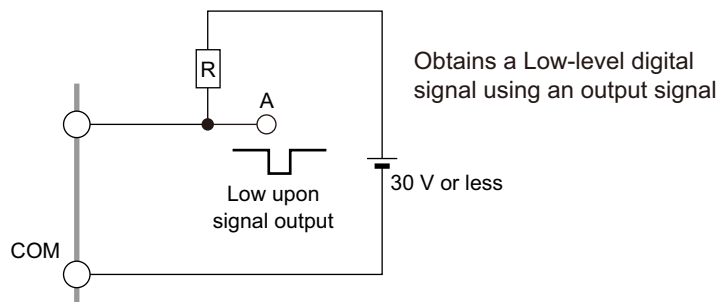 R
A
Obtains a Low-level digital
signal using an output signal
Low upon
signal output
30 V or less
COM